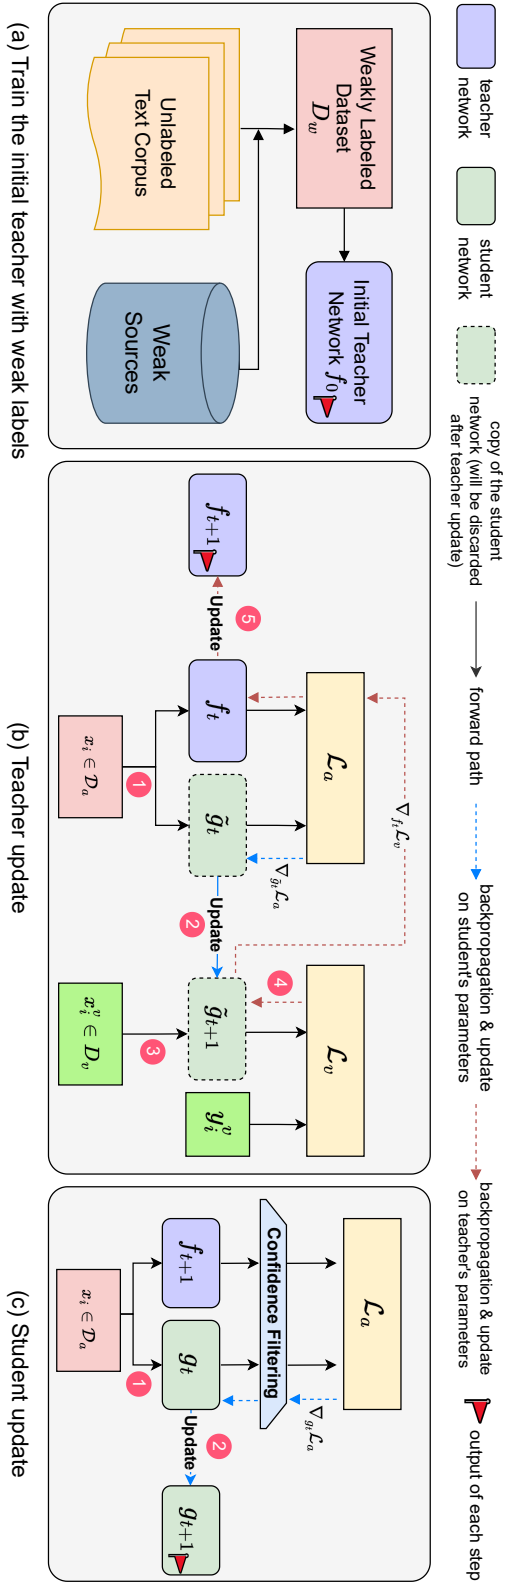 teacher
network
student
network
copy of the student
network (will be discarded
after teacher update)
forward path
backpropagation & update
on student's parameters
backpropagation & update
on teacher's parameters
output of each step
Weakly Labeled
Dataset
D_w
Initial Teacher
Network f_0
Unlabeled
Text Corpus
Weak
Sources
(a) Train the initial teacher with weak labels
∇_{f_t} 𝓛_v
𝓛_a
𝓛_v
∇_{g̃_t} 𝓛_a
4
f_{t+1}
Update
5
f_t
g̃_t
Update
2
g̃_{t+1}
y_i^v
x_i ∈ 𝒟_a
1
x_i^v ∈ D_v
3
(b) Teacher update
𝓛_a
∇_{g_t} 𝓛_a
Confidence Filtering
f_{t+1}
g_t
Update
2
g_{t+1}
x_i ∈ 𝒟_a
1
(c) Student update